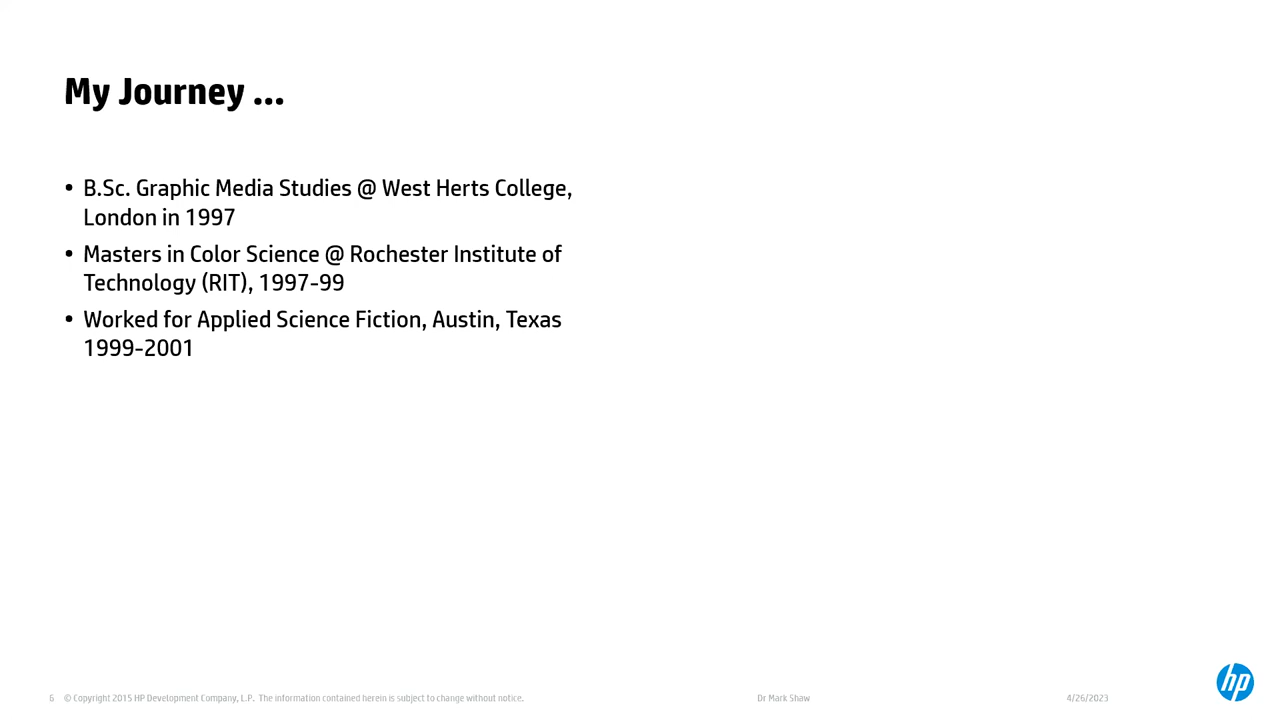 My Journey ...
• B.Sc. Graphic Media Studies @ West Herts College,
London in 1997
• Masters in Color Science @ Rochester Institute of
Technology (RIT), 1997-99
• Worked for Applied Science Fiction, Austin, Texas
1999-2001
6 © Copyright 2015 HP Development Company, L.P. The information contained herein is subject to change without notice. Dr Mark Shaw 4/26/2023
hp